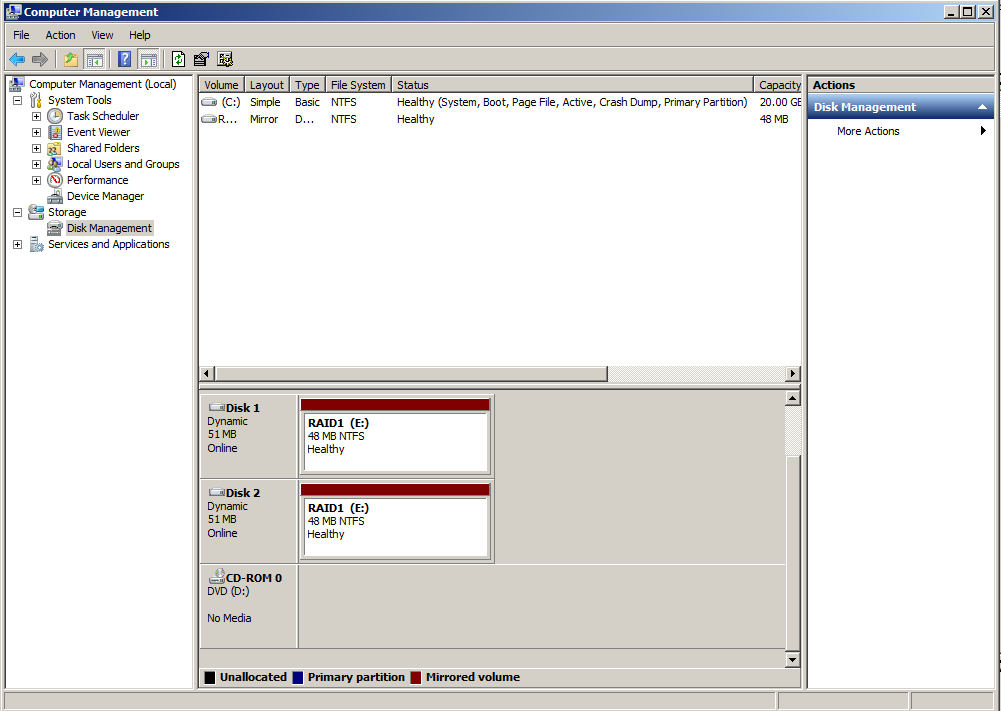 Computer Management
File Action View Help
Computer Management (Local)
System Tools
Task Scheduler
Event Viewer
Shared Folders
Local Users and Groups
Performance
Device Manager
Storage
Disk Management
Services and Applications
Volume Layout Type File System Status Capacity
(C:) Simple Basic NTFS Healthy (System, Boot, Page File, Active, Crash Dump, Primary Partition) 20.00 GB
R... Mirror D... NTFS Healthy 48 MB
Disk 1
Dynamic
51 MB
Online
RAID1 (E:)
48 MB NTFS
Healthy
Disk 2
Dynamic
51 MB
Online
RAID1 (E:)
48 MB NTFS
Healthy
CD-ROM 0
DVD (D:)
No Media
Unallocated Primary partition Mirrored volume
Actions
Disk Management
More Actions